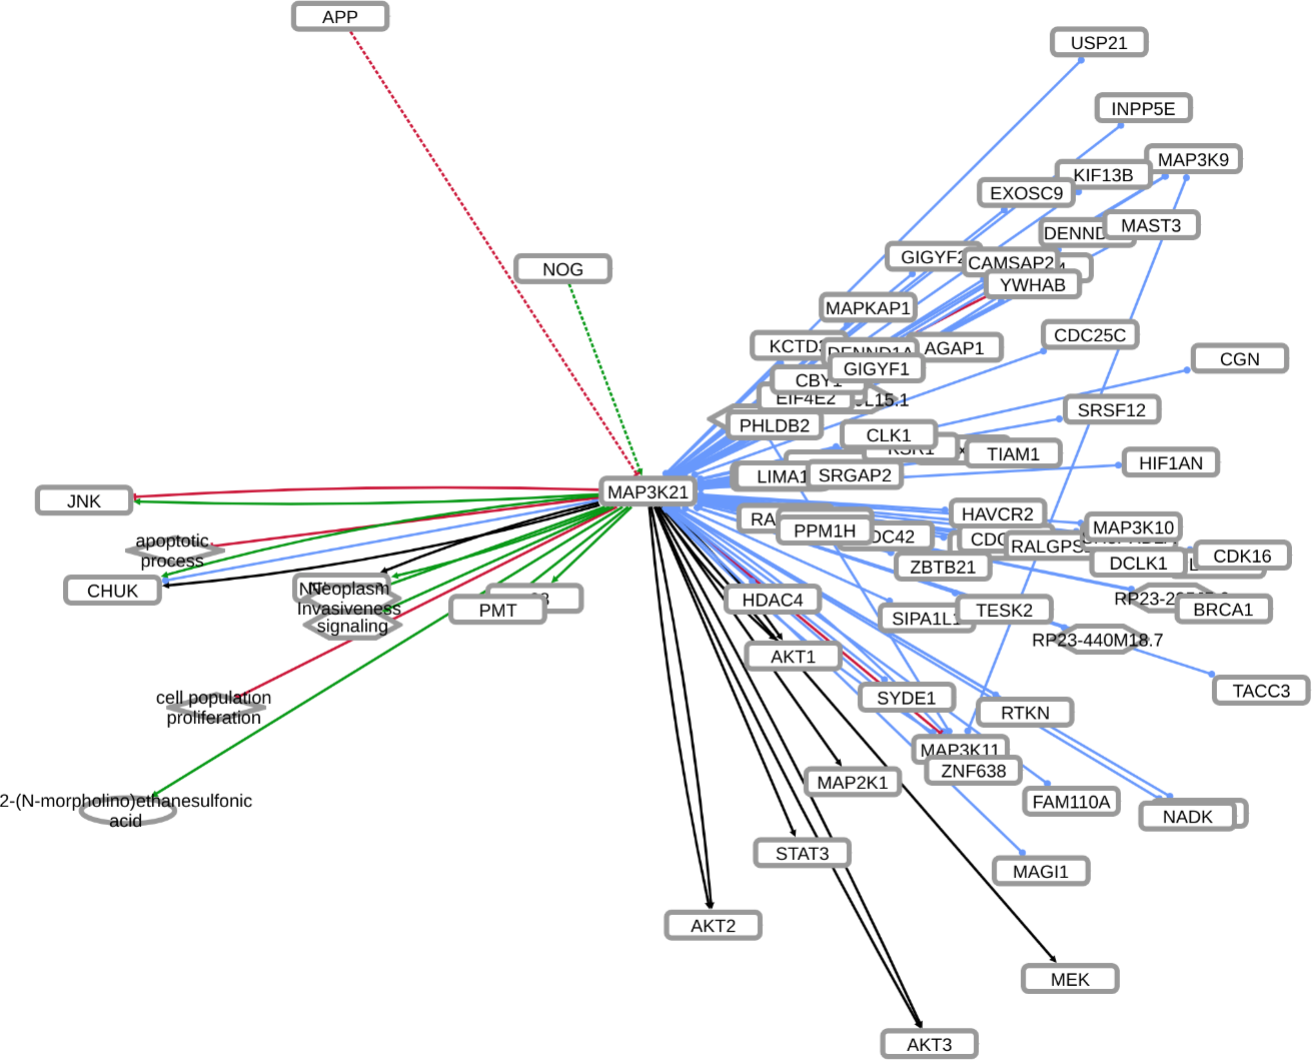 APP
USP21
INPP5E
MAP3K9
KIF13B
EXOSC9
MAST3
DENND
GIGYF2
CAMSAP2
NOG
YWHAB
MAPKAP1
CDC25C
KCTD3
DENND1A
AGAP1
CGN
GIGYF1
CBY1
EIF4E2
L15.1
SRSF12
PHLDB2
CLK1
KSR1
TIAM1
HIF1AN
LIMA1
SRGAP2
MAP3K21
JNK
HAVCR2
RA
PPM1H
DC42
CDC
MAP3K10
RALGPS
apoptotic
process
CDK16
DCLK1
ZBTB21
CHUK
Neoplasm
Invasiveness
signaling
PMT
HDAC4
RP23-2
BRCA1
SIPA1L1
TESK2
RP23-440M18.7
AKT1
TACC3
cell population
proliferation
SYDE1
RTKN
MAP3K11
ZNF638
MAP2K1
FAM110A
NADK
2-(N-morpholino)ethanesulfonic
acid
STAT3
MAGI1
AKT2
MEK
AKT3